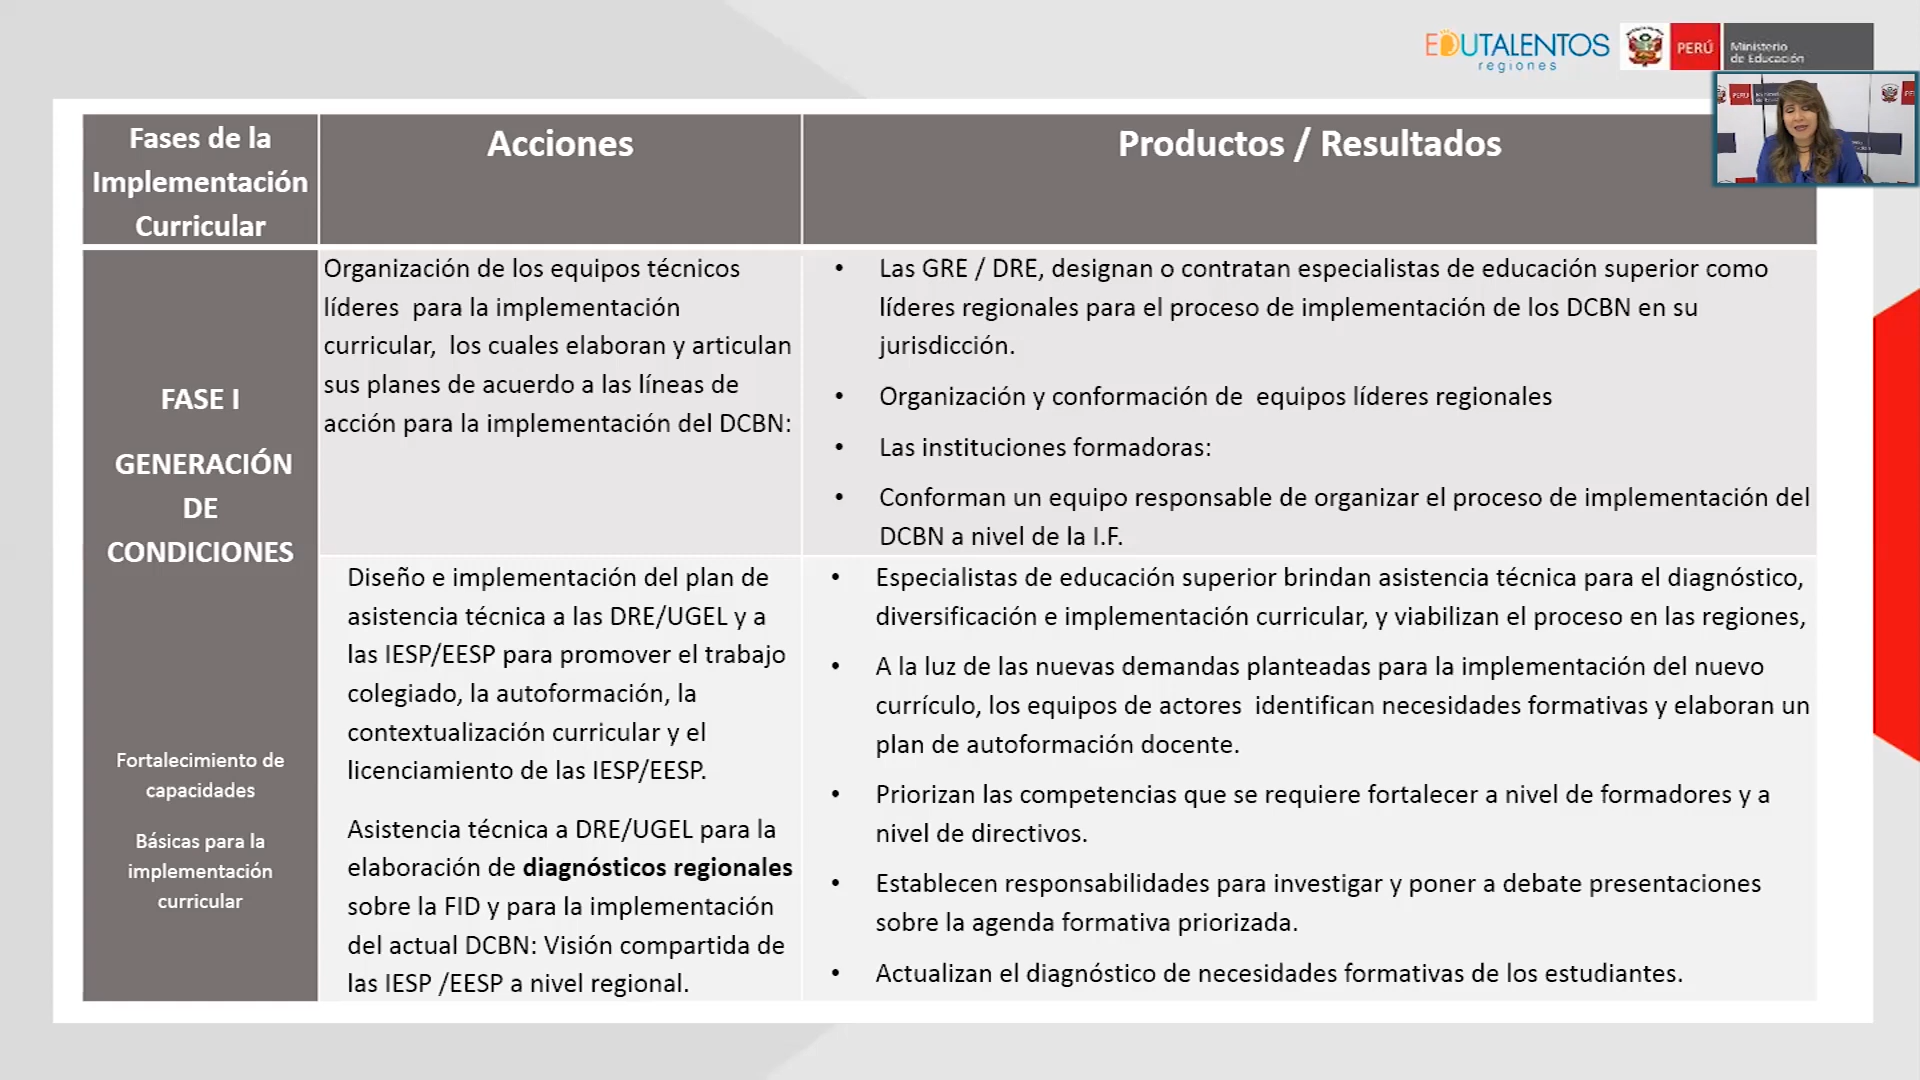 EDUTALENTOS
regiones
PERÚ
Ministerio
de Educación
PERÚ
Fases de la
Implementación
Curricular
Acciones
Productos / Resultados
FASE I
GENERACIÓN
DE
CONDICIONES
Fortalecimiento de
capacidades
Básicas para la
implementación
curricular
Organización de los equipos técnicos
líderes para la implementación
curricular, los cuales elaboran y articulan
sus planes de acuerdo a las líneas de
acción para la implementación del DCBN:
• Las GRE / DRE, designan o contratan especialistas de educación superior como
líderes regionales para el proceso de implementación de los DCBN en su
jurisdicción.
• Organización y conformación de equipos líderes regionales
• Las instituciones formadoras:
• Conforman un equipo responsable de organizar el proceso de implementación del
DCBN a nivel de la I.F.
Diseño e implementación del plan de
asistencia técnica a las DRE/UGEL y a
las IESP/EESP para promover el trabajo
colegiado, la autoformación, la
contextualización curricular y el
licenciamiento de las IESP/EESP.
Asistencia técnica a DRE/UGEL para la
elaboración de diagnósticos regionales
sobre la FID y para la implementación
del actual DCBN: Visión compartida de
las IESP /EESP a nivel regional.
• Especialistas de educación superior brindan asistencia técnica para el diagnóstico,
diversificación e implementación curricular, y viabilizan el proceso en las regiones,
• A la luz de las nuevas demandas planteadas para la implementación del nuevo
currículo, los equipos de actores identifican necesidades formativas y elaboran un
plan de autoformación docente.
• Priorizan las competencias que se requiere fortalecer a nivel de formadores y a
nivel de directivos.
• Establecen responsabilidades para investigar y poner a debate presentaciones
sobre la agenda formativa priorizada.
• Actualizan el diagnóstico de necesidades formativas de los estudiantes.